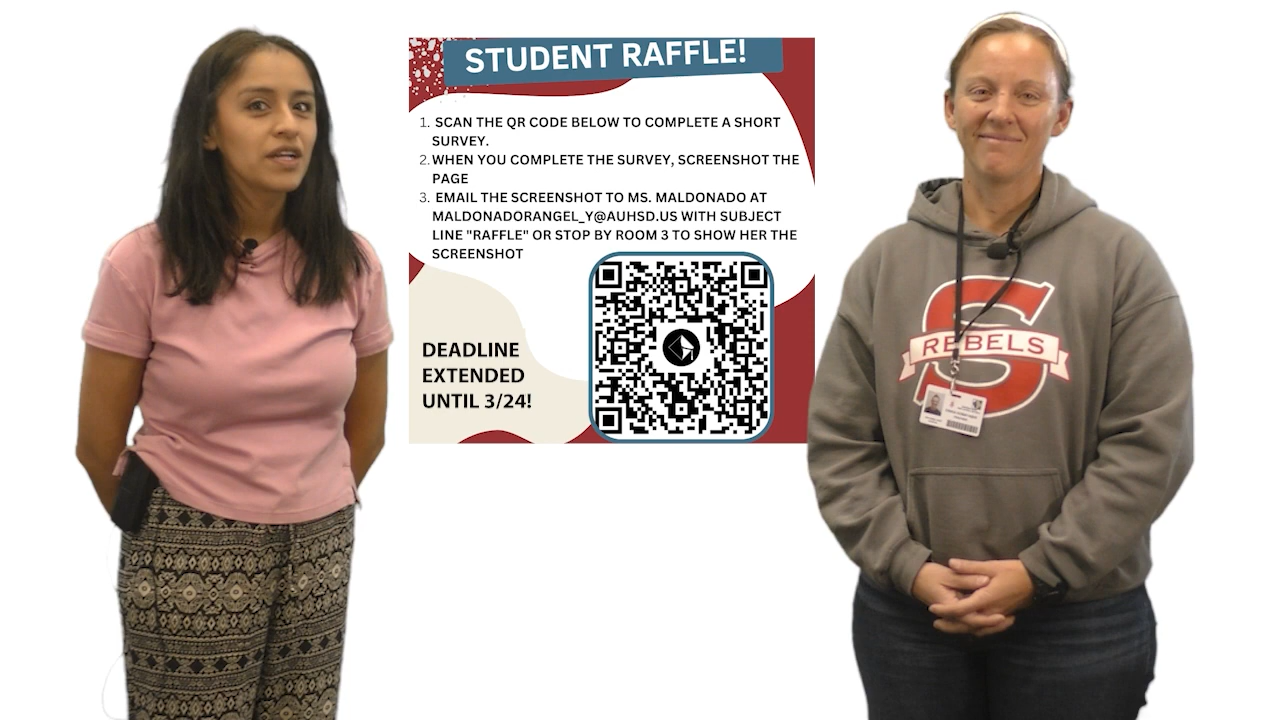 STUDENT RAFFLE!
1. SCAN THE QR CODE BELOW TO COMPLETE A SHORT
SURVEY.
2. WHEN YOU COMPLETE THE SURVEY, SCREENSHOT THE
PAGE
3. EMAIL THE SCREENSHOT TO MS. MALDONADO AT
MALDONADORANGEL_Y@AUHSD.US WITH SUBJECT
LINE "RAFFLE" OR STOP BY ROOM 3 TO SHOW HER THE
SCREENSHOT
DEADLINE
EXTENDED
UNTIL 3/24!
S
REBELS